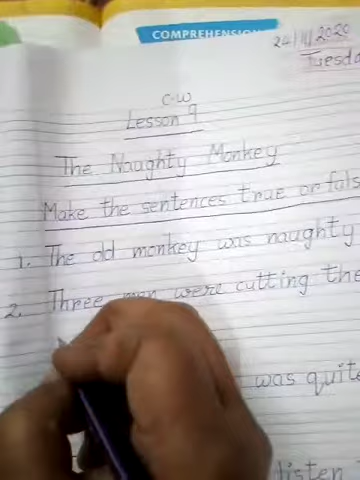 COMPREHENSION
24/11/2020
Tuesda
C.W
Lesson 9
The Naughty Monkey
Make the sentences true or fals
1. The old monkey was naughty
2. Three men were cutting the
was quite
listen